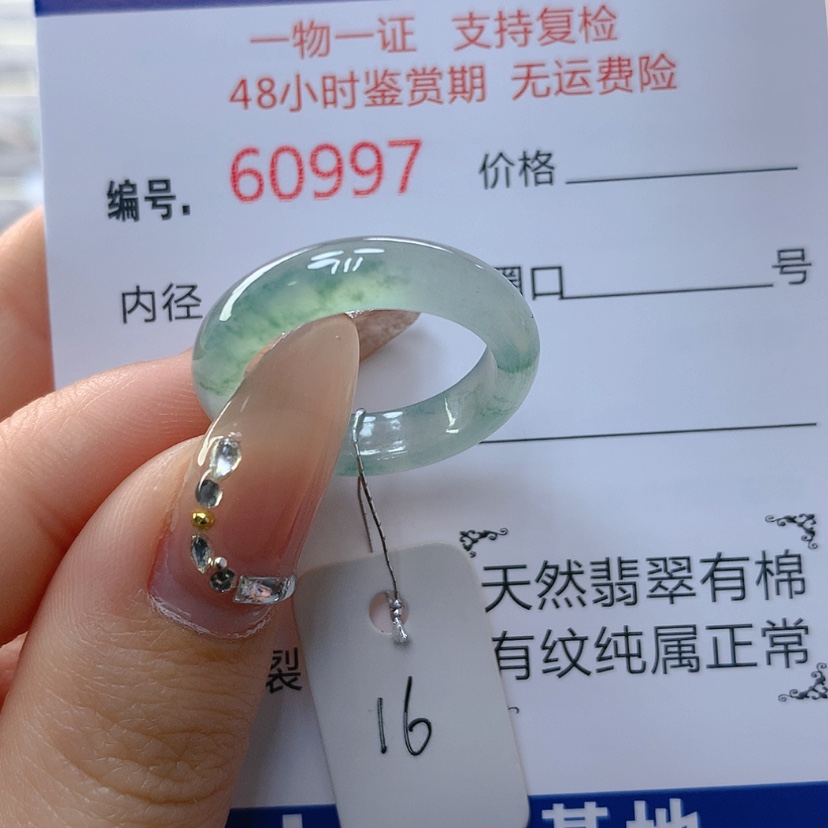 一物一证 支持复检
48小时鉴赏期 无运费险
编号. 60997 价格
内径 圈口 号
天然翡翠有棉
裂 有纹纯属正常
16
基地